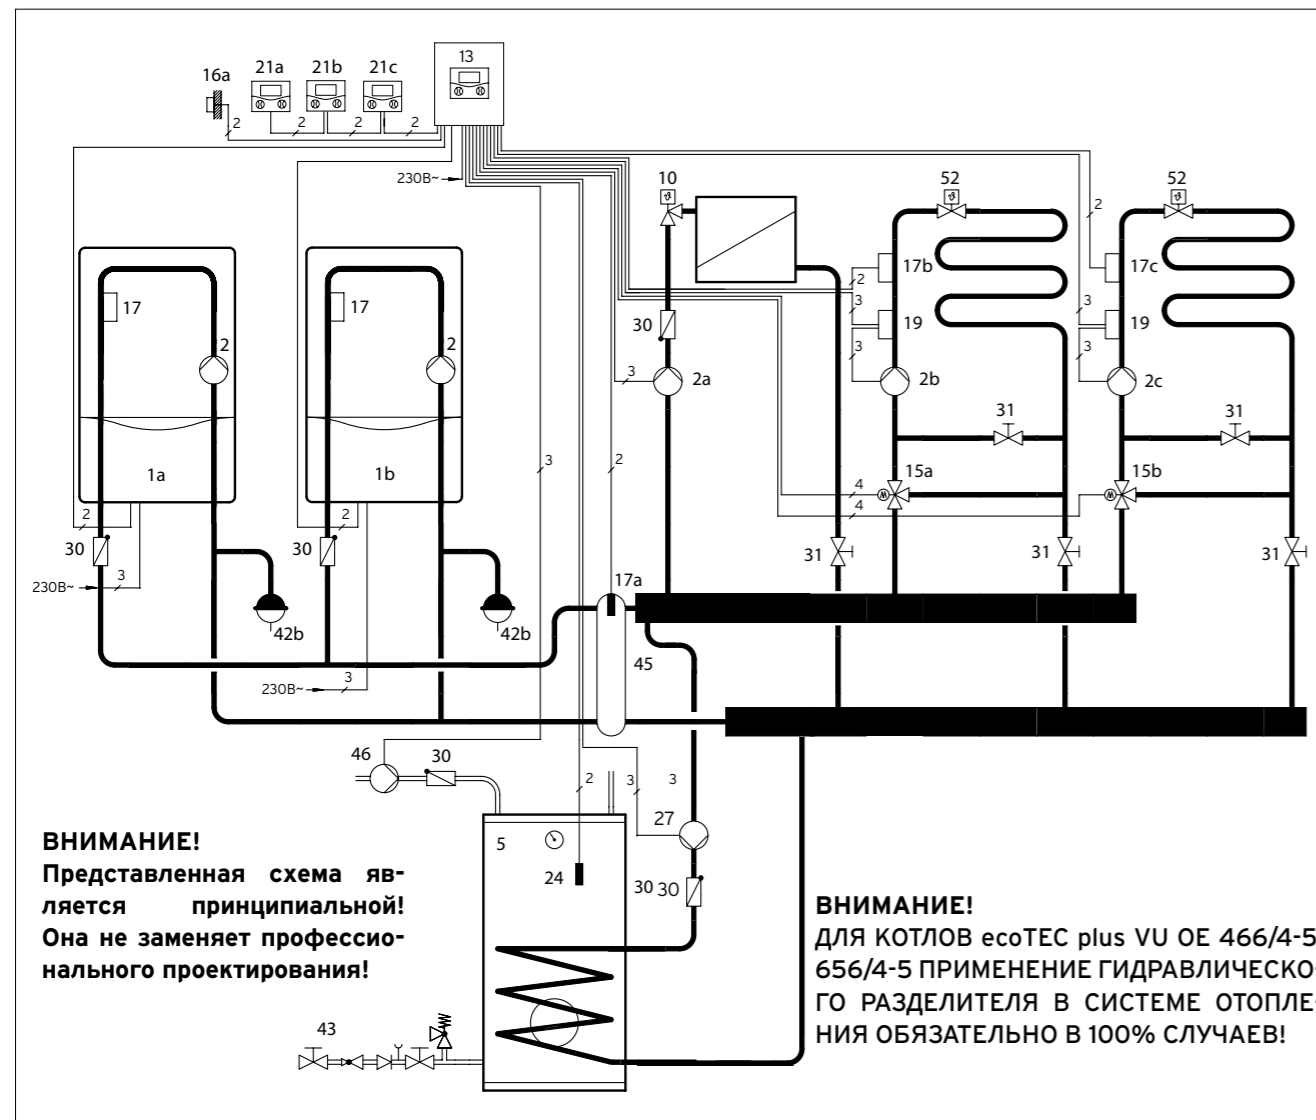 13
16a 21a 21b 21c
2 2 2 2
230В~
10 52 52
2
17 17 17b 17c
2
3 3
30 19 19
2 2 3 3
3 2a 2b 2c
31 31
1a 1b 3 2 15a 15b
4
4
2 2
30 30 31 31 31
230В~ 3 17a
42b 42b
45
230В~ 3
46 30 2 3 3
27
5
24 30 30
43
ВНИМАНИЕ!
Представленная схема яв-
ляется принципиальной!
Она не заменяет профессио-
нального проектирования!
ВНИМАНИЕ!
ДЛЯ КОТЛОВ ecoTEC plus VU OE 466/4-5
656/4-5 ПРИМЕНЕНИЕ ГИДРАВЛИЧЕСКО-
ГО РАЗДЕЛИТЕЛЯ В СИСТЕМЕ ОТОПЛЕ-
НИЯ ОБЯЗАТЕЛЬНО В 100% СЛУЧАЕВ!